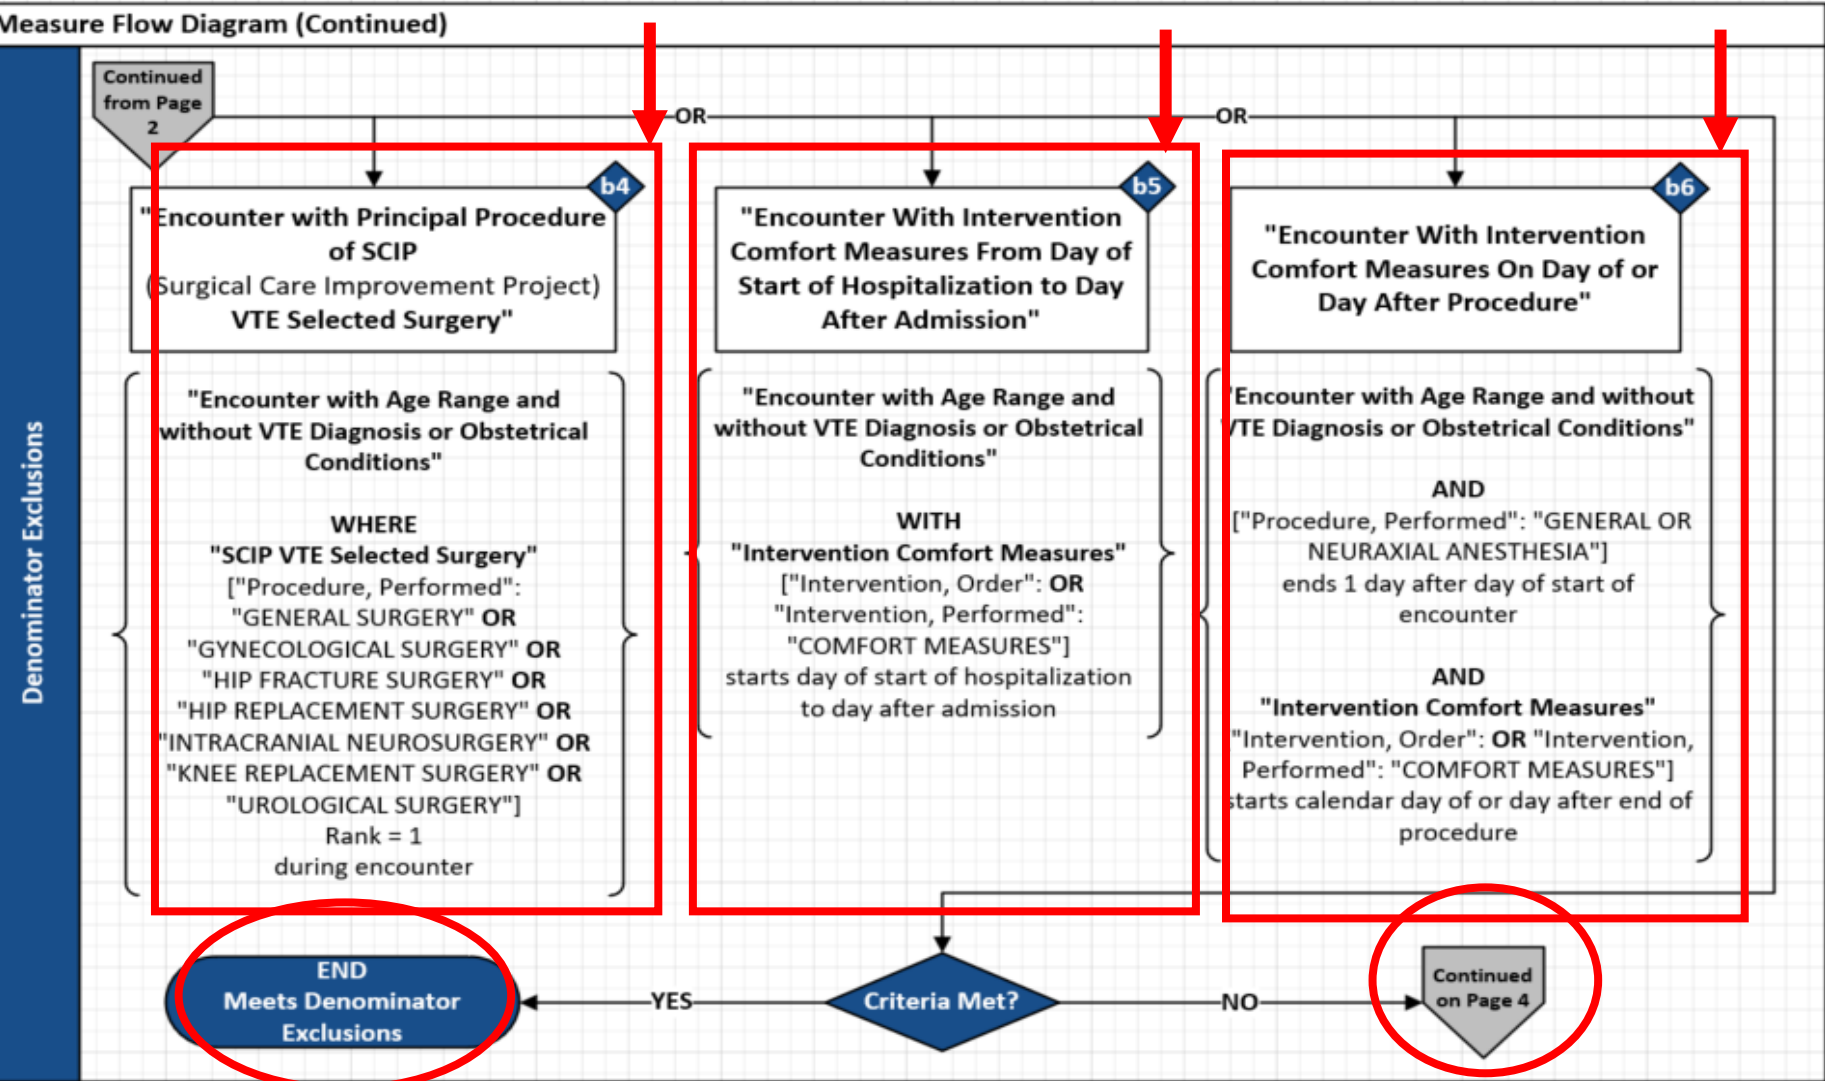 Measure Flow Diagram (Continued)
Denominator Exclusions
Continued
from Page
2
OR
OR
b4
"Encounter with Principal Procedure
of SCIP
(Surgical Care Improvement Project)
VTE Selected Surgery"
"Encounter with Age Range and
without VTE Diagnosis or Obstetrical
Conditions"
WHERE
"SCIP VTE Selected Surgery"
["Procedure, Performed":
"GENERAL SURGERY" OR
"GYNECOLOGICAL SURGERY" OR
"HIP FRACTURE SURGERY" OR
"HIP REPLACEMENT SURGERY" OR
"INTRACRANIAL NEUROSURGERY" OR
"KNEE REPLACEMENT SURGERY" OR
"UROLOGICAL SURGERY"]
Rank = 1
during encounter
b5
"Encounter With Intervention
Comfort Measures From Day of
Start of Hospitalization to Day
After Admission"
"Encounter with Age Range and
without VTE Diagnosis or Obstetrical
Conditions"
WITH
"Intervention Comfort Measures"
["Intervention, Order": OR
"Intervention, Performed":
"COMFORT MEASURES"]
starts day of start of hospitalization
to day after admission
b6
"Encounter With Intervention
Comfort Measures On Day of or
Day After Procedure"
"Encounter with Age Range and without
VTE Diagnosis or Obstetrical Conditions"
AND
["Procedure, Performed": "GENERAL OR
NEURAXIAL ANESTHESIA"]
ends 1 day after day of start of
encounter
AND
"Intervention Comfort Measures"
"Intervention, Order": OR "Intervention,
Performed": "COMFORT MEASURES"]
starts calendar day of or day after end of
procedure
END
Meets Denominator
Exclusions
YES
Criteria Met?
NO
Continued
on Page 4